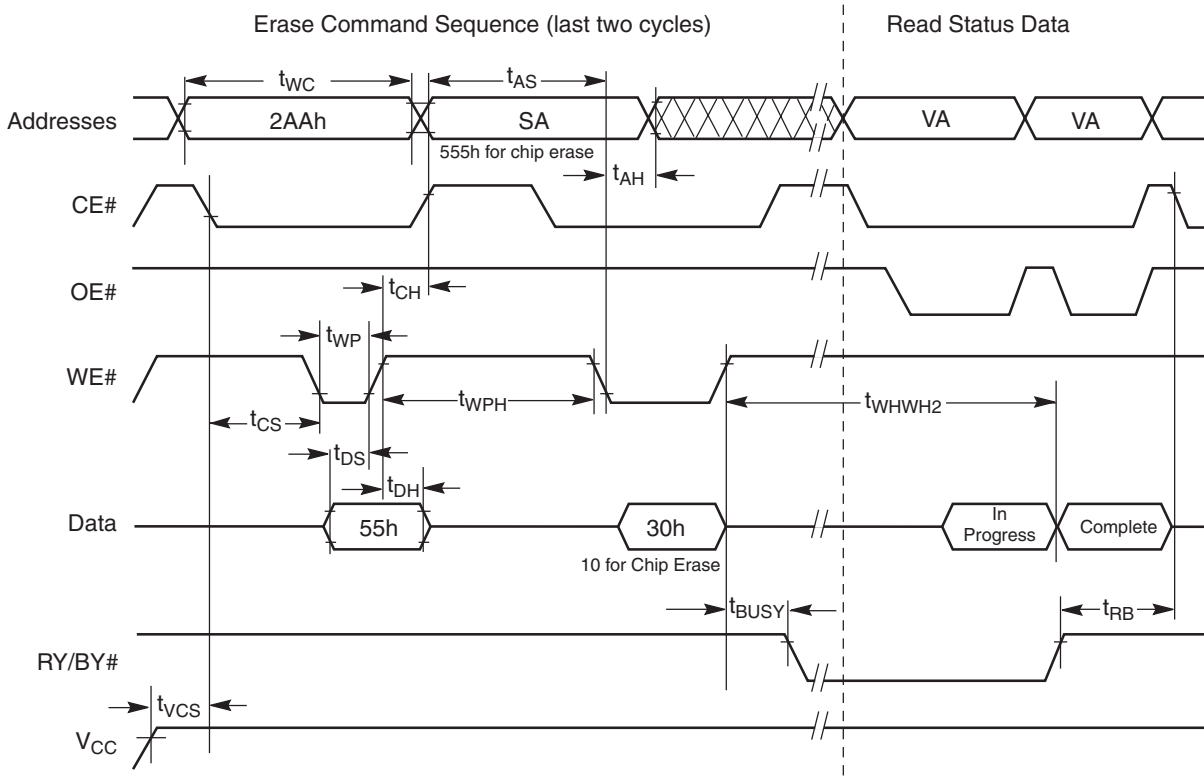 Erase Command Sequence (last two cycles)
Read Status Data
tWC
tAS
Addresses
2AAh
SA
VA
VA
555h for chip erase
tAH
CE#
OE#
tCH
tWP
WE#
tWPH
tWHWH2
tCS
tDS
tDH
Data
55h
30h
In
Progress
Complete
10 for Chip Erase
tBUSY
tRB
RY/BY#
tVCS
VCC